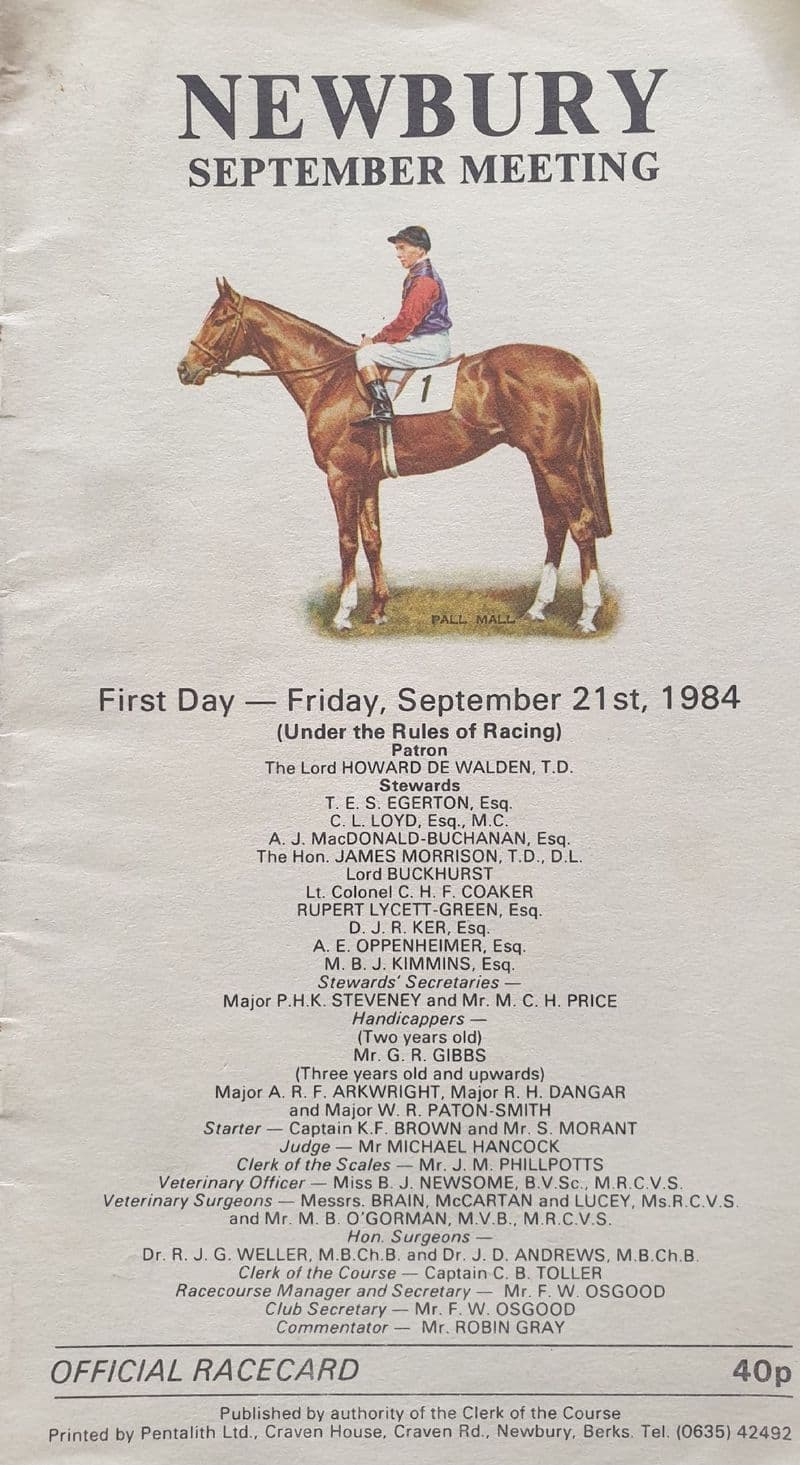 NEWBURY
SEPTEMBER MEETING
1
PALL MALL
First Day — Friday, September 21st, 1984
(Under the Rules of Racing)
Patron
The Lord HOWARD DE WALDEN, T.D.
Stewards
T. E. S. EGERTON, Esq.
C. L. LOYD, Esq., M.C.
A. J. MacDONALD-BUCHANAN, Esq.
The Hon. JAMES MORRISON, T.D., D.L.
Lord BUCKHURST
Lt. Colonel C. H. F. COAKER
RUPERT LYCETT-GREEN, Esq.
D. J. R. KER, Esq.
A. E. OPPENHEIMER, Esq.
M. B. J. KIMMINS, Esq.
Stewards' Secretaries —
Major P.H.K. STEVENEY and Mr. M. C. H. PRICE
Handicappers —
(Two years old)
Mr. G. R. GIBBS
(Three years old and upwards)
Major A. R. F. ARKWRIGHT, Major R. H. DANGAR
and Major W. R. PATON-SMITH
Starter — Captain K.F. BROWN and Mr. S. MORANT
Judge — Mr MICHAEL HANCOCK
Clerk of the Scales — Mr. J. M. PHILLPOTTS
Veterinary Officer — Miss B. J. NEWSOME, B.V.Sc., M.R.C.V.S.
Veterinary Surgeons — Messrs. BRAIN, McCARTAN and LUCEY, Ms.R.C.V.S.
and Mr. M. B. O'GORMAN, M.V.B., M.R.C.V.S.
Hon. Surgeons —
Dr. R. J. G. WELLER, M.B.Ch.B. and Dr. J. D. ANDREWS, M.B.Ch.B.
Clerk of the Course — Captain C. B. TOLLER
Racecourse Manager and Secretary — Mr. F. W. OSGOOD
Club Secretary — Mr. F. W. OSGOOD
Commentator — Mr. ROBIN GRAY
OFFICIAL RACECARD 40p
Published by authority of the Clerk of the Course
Printed by Pentalith Ltd., Craven House, Craven Rd., Newbury, Berks. Tel. (0635) 42492